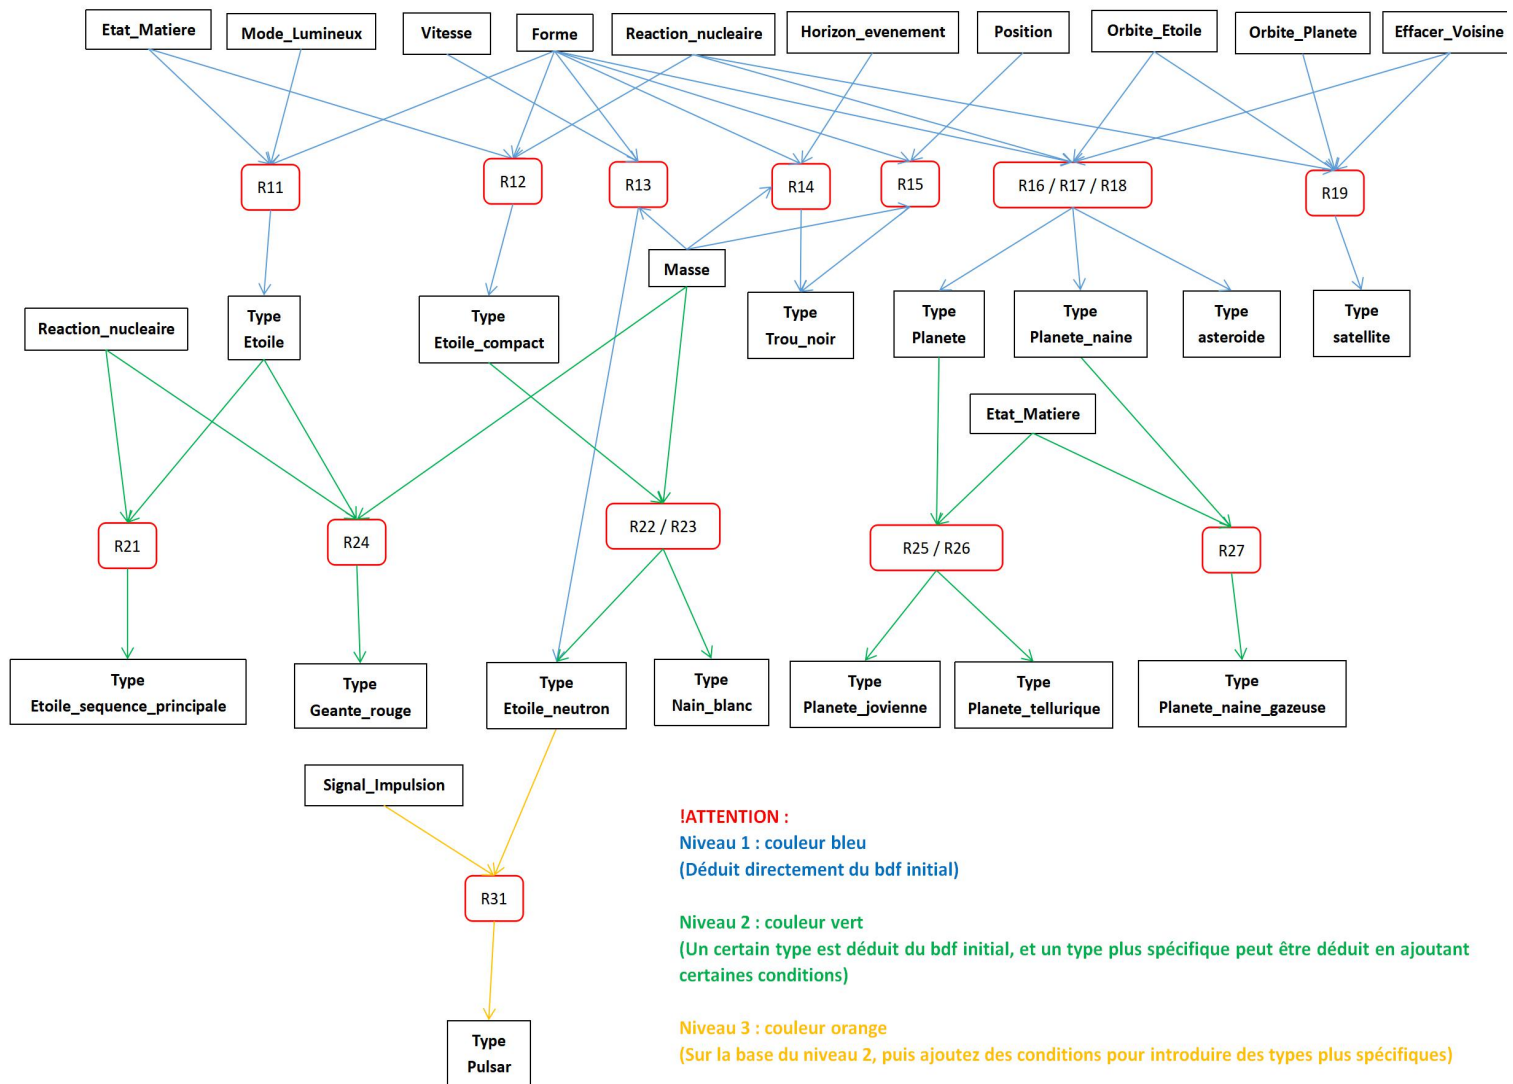 Etat_Matiere
Mode_Lumineux
Vitesse
Forme
Reaction_nucleaire
Horizon_evenement
Position
Orbite_Etoile
Orbite_Planete
Effacer_Voisine
R11
R12
R13
R14
R15
R16 / R17 / R18
R19
Masse
Reaction_nucleaire
Type
Etoile
Type
Etoile_compact
Type
Trou_noir
Type
Planete
Type
Planete_naine
Type
asteroide
Type
satellite
Etat_Matiere
R21
R24
R22 / R23
R25 / R26
R27
Type
Etoile_sequence_principale
Type
Geante_rouge
Type
Etoile_neutron
Type
Nain_blanc
Type
Planete_jovienne
Type
Planete_tellurique
Type
Planete_naine_gazeuse
Signal_Impulsion
R31
Type
Pulsar
!ATTENTION :
Niveau 1 : couleur bleu
(Déduit directement du bdf initial)
Niveau 2 : couleur vert
(Un certain type est déduit du bdf initial, et un type plus spécifique peut être déduit en ajoutant
certaines conditions)
Niveau 3 : couleur orange
(Sur la base du niveau 2, puis ajoutez des conditions pour introduire des types plus spécifiques)